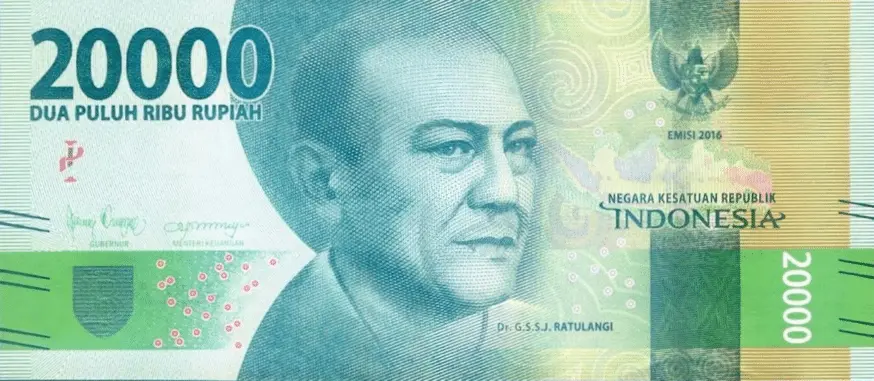 20000
DUA PULUH RIBU RUPIAH
EMISI 2016
NEGARA KESATUAN REPUBLIK
INDONESIA
GUBERNUR
MENTERI KEUANGAN
20000
Dr. G.S.S.J. RATULANGI